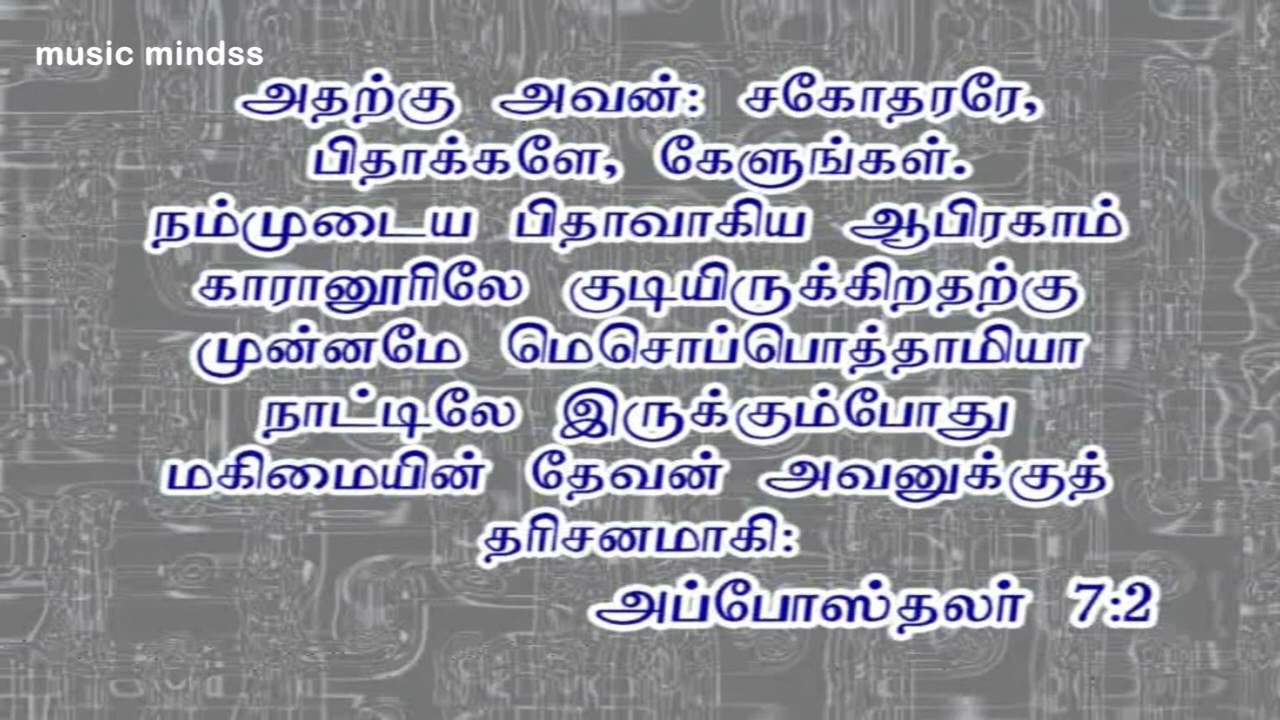 music mindss
அதற்கு அவன்: சகோதரரே,
பிதாக்களே, கேளுங்கள்.
நம்முடைய பிதாவாகிய ஆபிரகாம்
காரானூரிலே குடியிருக்கிறதற்கு
முன்னமே மெசொப்பொத்தாமியா
நாட்டிலே இருக்கும்போது
மகிமையின் தேவன் அவனுக்குத்
தரிசனமாகி:
அப்போஸ்தலர் 7:2